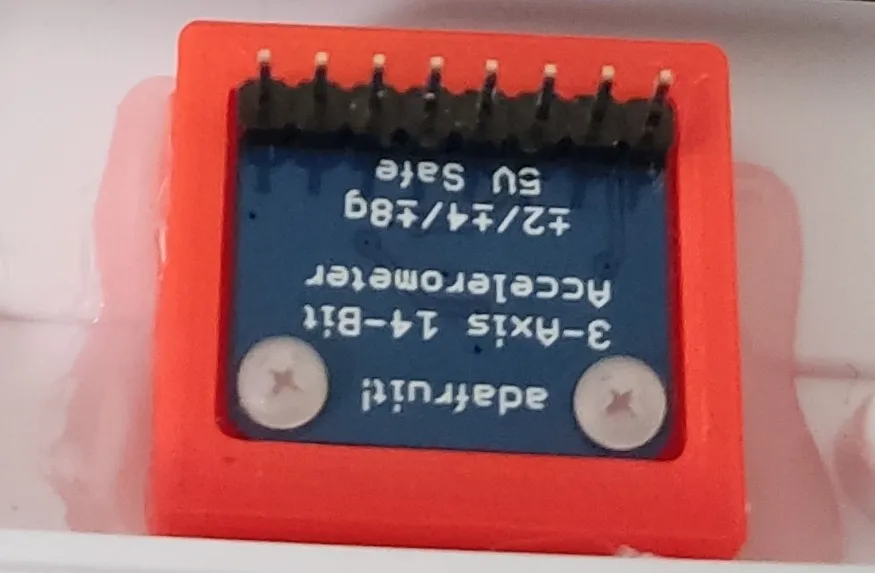 adafruit!
3-Axis 14-Bit
Accelerometer
±2/±4/±8g
5V Safe